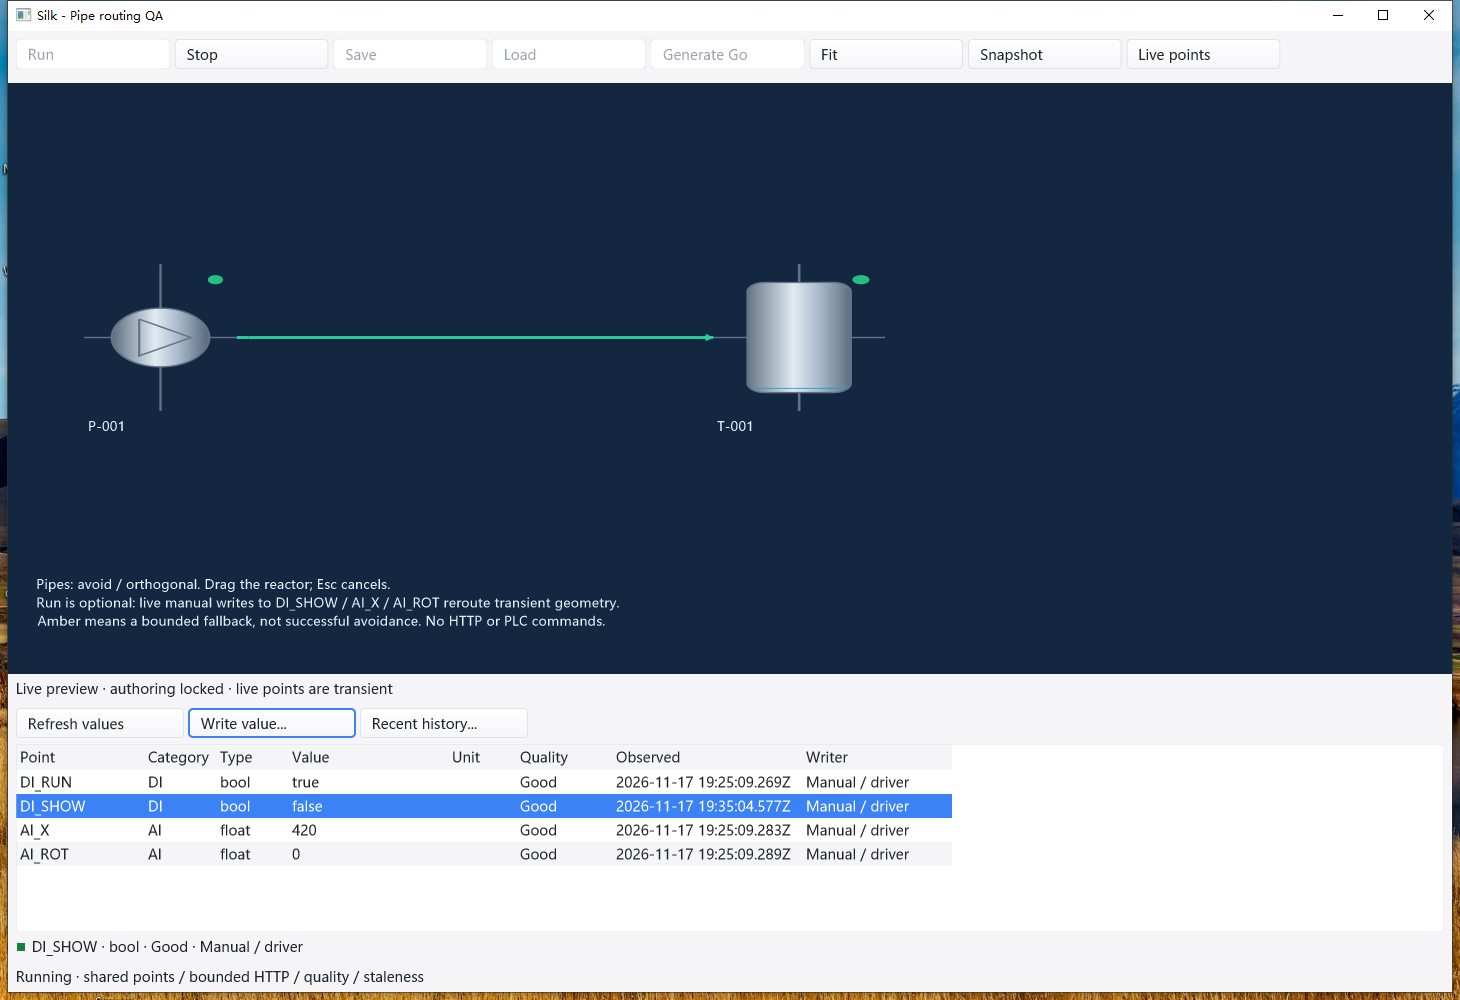 Silk - Pipe routing QA
Run Stop Save Load Generate Go Fit Snapshot Live points
P-001 T-001
Pipes: avoid / orthogonal. Drag the reactor; Esc cancels.
Run is optional: live manual writes to DI_SHOW / AI_X / AI_ROT reroute transient geometry.
Amber means a bounded fallback, not successful avoidance. No HTTP or PLC commands.
Live preview · authoring locked · live points are transient
Refresh values Write value... Recent history...
Point Category Type Value Unit Quality Observed Writer
DI_RUN DI bool true Good 2026-11-17 19:25:09.269Z Manual / driver
DI_SHOW DI bool false Good 2026-11-17 19:35:04.577Z Manual / driver
AI_X AI float 420 Good 2026-11-17 19:25:09.283Z Manual / driver
AI_ROT AI float 0 Good 2026-11-17 19:25:09.289Z Manual / driver
DI_SHOW · bool · Good · Manual / driver
Running · shared points / bounded HTTP / quality / staleness